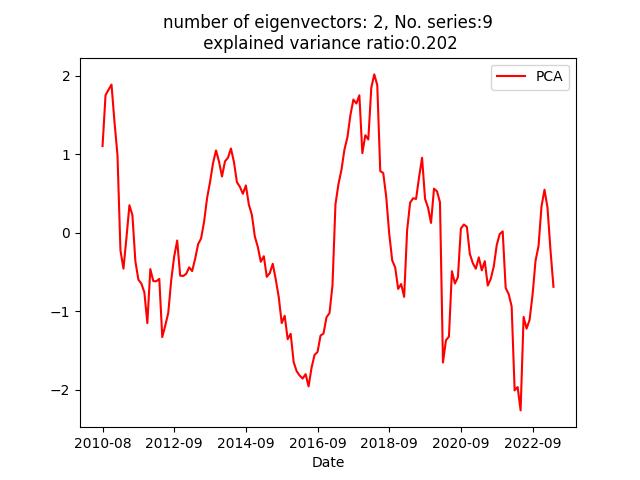 number of eigenvectors: 2, No. series:9
explained variance ratio:0.202
PCA
2
1
0
−1
−2
2010-08 2012-09 2014-09 2016-09 2018-09 2020-09 2022-09
Date